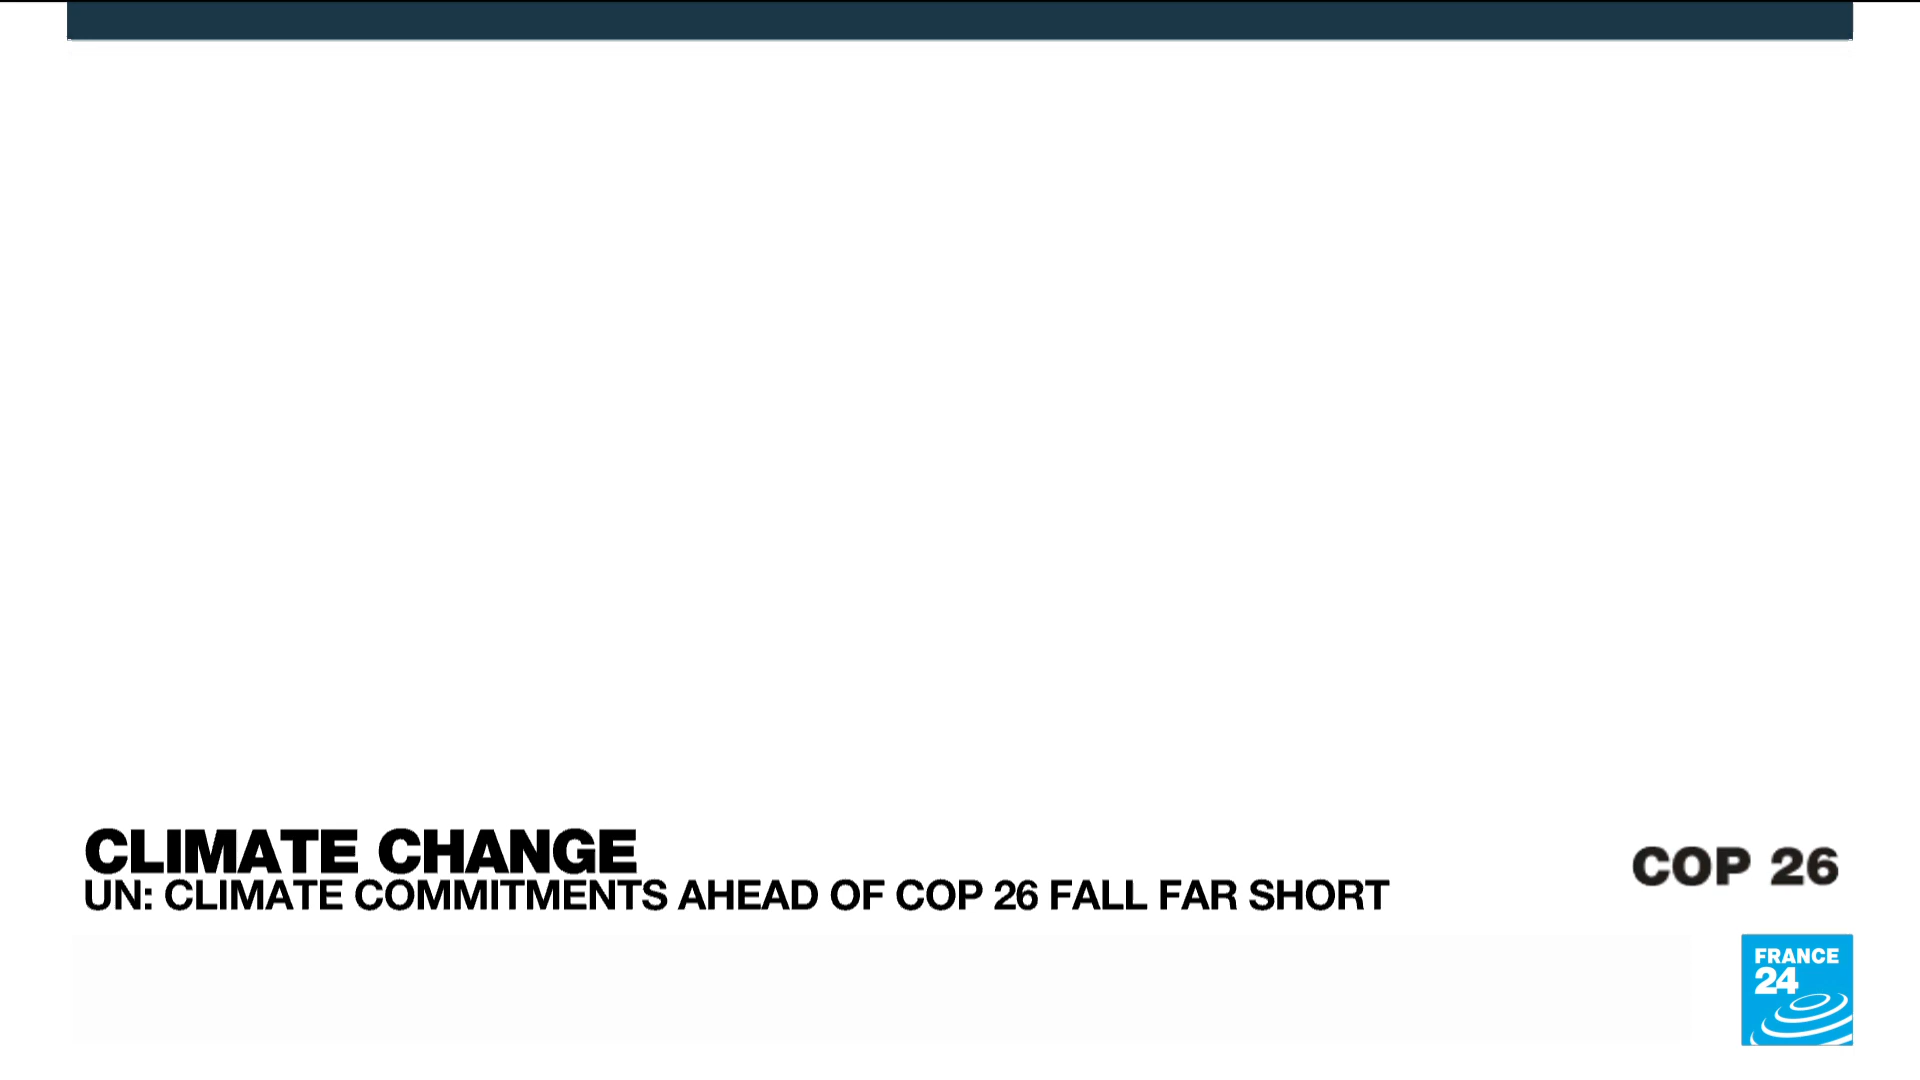 CLIMATE CHANGE
UN: CLIMATE COMMITMENTS AHEAD OF COP 26 FALL FAR SHORT
COP 26
FRANCE
24